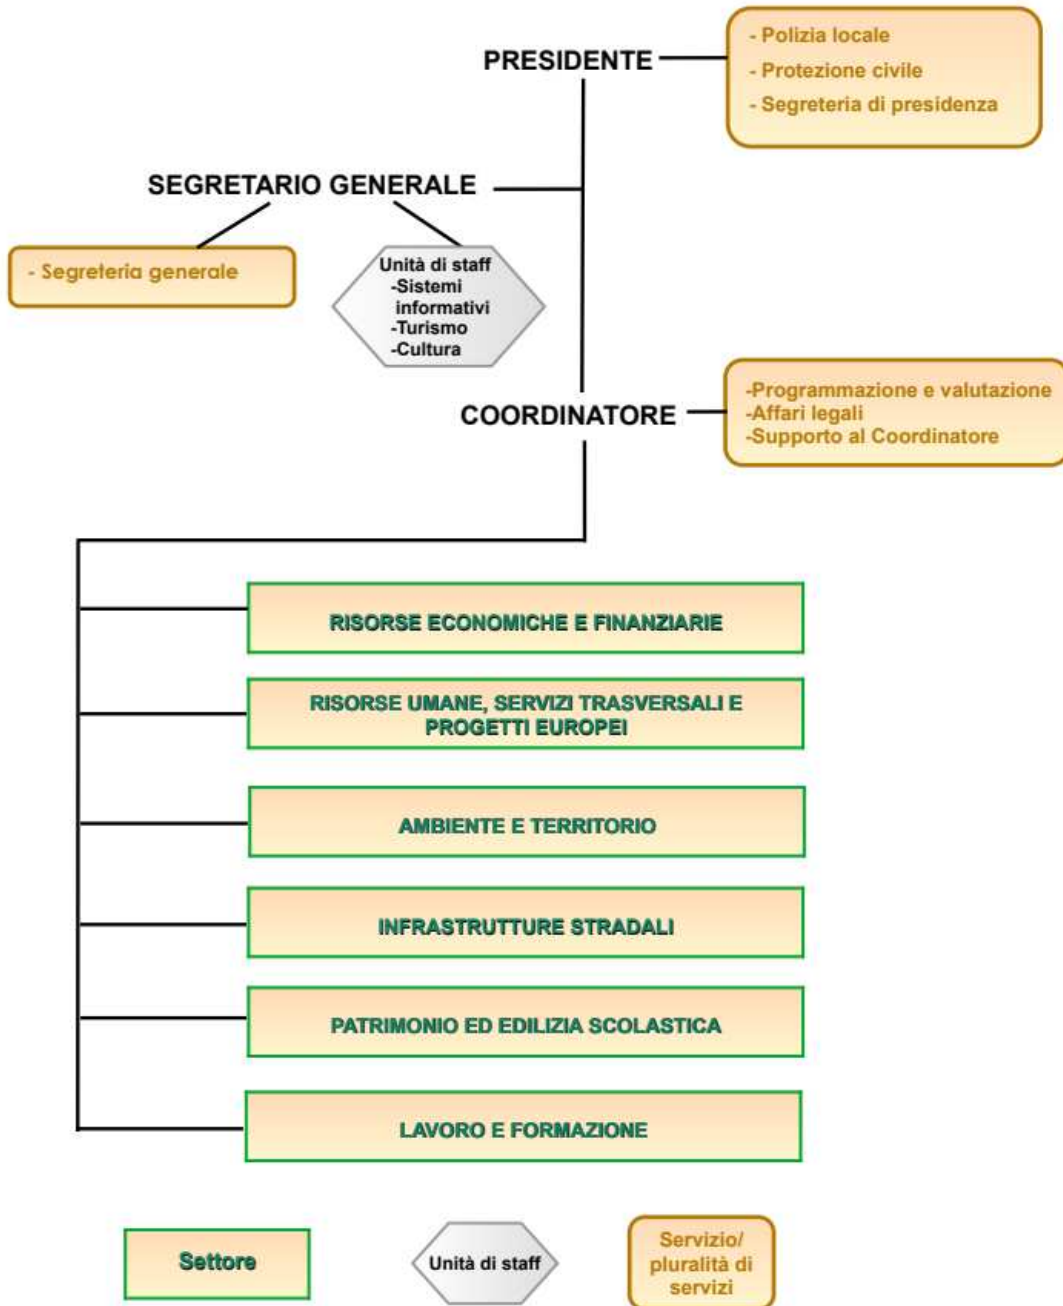 PRESIDENTE
- Polizia locale
- Protezione civile
- Segreteria di presidenza
SEGRETARIO GENERALE
- Segreteria generale
Unità di staff
-Sistemi
informativi
-Turismo
-Cultura
COORDINATORE
-Programmazione e valutazione
-Affari legali
-Supporto al Coordinatore
RISORSE ECONOMICHE E FINANZIARIE
RISORSE UMANE, SERVIZI TRASVERSALI E
PROGETTI EUROPEI
AMBIENTE E TERRITORIO
INFRASTRUTTURE STRADALI
PATRIMONIO ED EDILIZIA SCOLASTICA
LAVORO E FORMAZIONE
Settore
Unità di staff
Servizio/
pluralità di
servizi